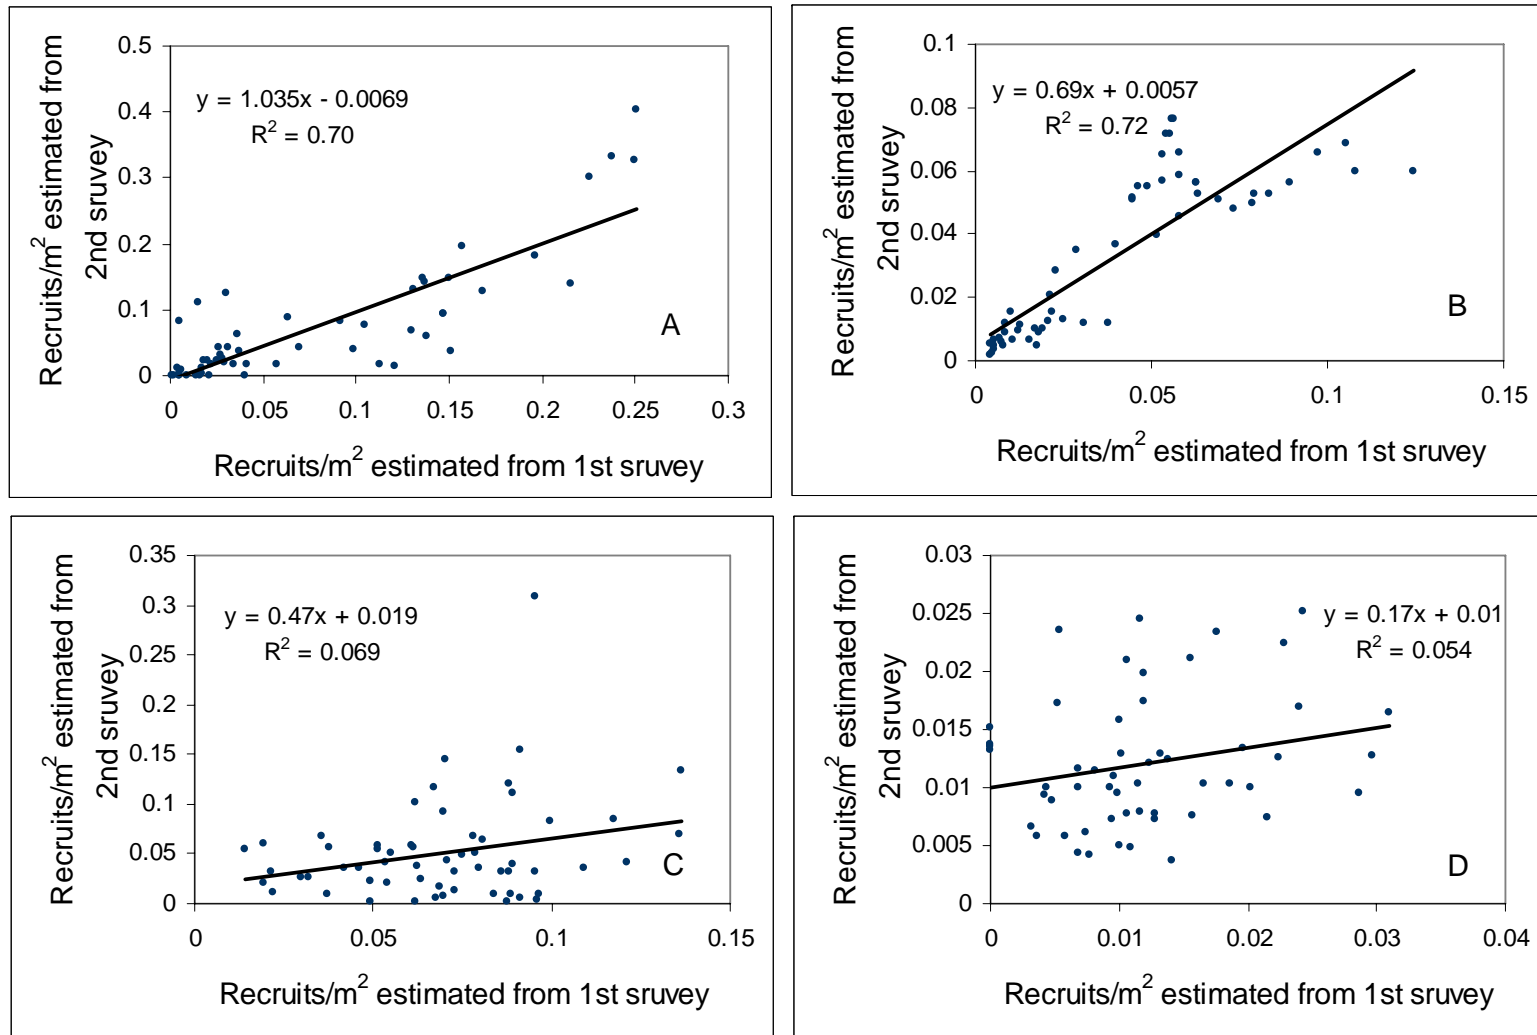 Recruits/m² estimated from
2nd sruvey
0.5
0.4
0.3
0.2
0.1
0
y = 1.035x - 0.0069
R² = 0.70
A
0 0.05 0.1 0.15 0.2 0.25 0.3
Recruits/m² estimated from 1st sruvey
Recruits/m² estimated from
2nd sruvey
0.1
0.08
0.06
0.04
0.02
0
y = 0.69x + 0.0057
R² = 0.72
B
0 0.05 0.1 0.15
Recruits/m² estimated from 1st sruvey
Recruits/m² estimated from
2nd sruvey
0.35
0.3
0.25
0.2
0.15
0.1
0.05
0
y = 0.47x + 0.019
R² = 0.069
C
0 0.05 0.1 0.15
Recruits/m² estimated from 1st sruvey
Recruits/m² estimated from
2nd sruvey
0.03
0.025
0.02
0.015
0.01
0.005
0
y = 0.17x + 0.01
R² = 0.054
D
0 0.01 0.02 0.03 0.04
Recruits/m² estimated from 1st sruvey